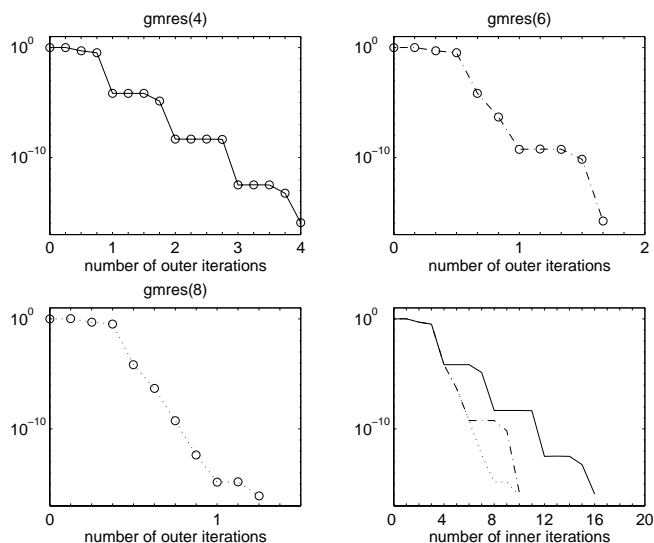 gmres(4)
10^0
10^-10
0 1 2 3 4
number of outer iterations
gmres(6)
10^0
10^-10
0 1 2
number of outer iterations
gmres(8)
10^0
10^-10
0 1
number of outer iterations
10^0
10^-10
0 4 8 12 16 20
number of inner iterations